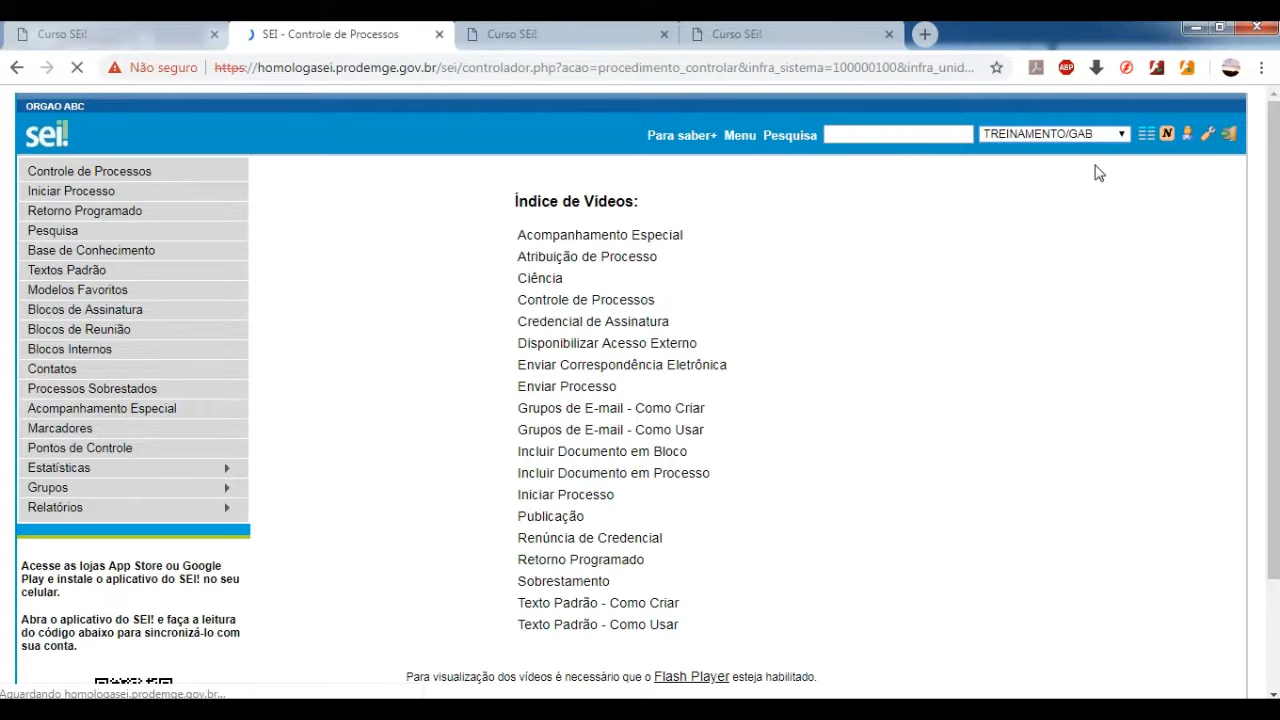 Curso SEi!
SEI - Controle de Processos
Curso SEi!
Curso SEi!
Não seguro
https://homologasei.prodemge.gov.br/sei/controlador.php?acao=procedimento_controlar&infra_sistema=100000100&infra_unid...
ABP
ORGAO ABC
sei!
Para saber+ Menu Pesquisa
TREINAMENTO/GAB
N
Controle de Processos
Iniciar Processo
Retorno Programado
Pesquisa
Base de Conhecimento
Textos Padrão
Modelos Favoritos
Blocos de Assinatura
Blocos de Reunião
Blocos Internos
Contatos
Processos Sobrestados
Acompanhamento Especial
Marcadores
Pontos de Controle
Estatísticas
Grupos
Relatórios
Acesse as lojas App Store ou Google
Play e instale o aplicativo do SEI! no seu
celular.
Abra o aplicativo do SEI! e faça a leitura
do código abaixo para sincronizá-lo com
sua conta.
Índice de Vídeos:
Acompanhamento Especial
Atribuição de Processo
Ciência
Controle de Processos
Credencial de Assinatura
Disponibilizar Acesso Externo
Enviar Correspondência Eletrônica
Enviar Processo
Grupos de E-mail - Como Criar
Grupos de E-mail - Como Usar
Incluir Documento em Bloco
Incluir Documento em Processo
Iniciar Processo
Publicação
Renúncia de Credencial
Retorno Programado
Sobrestamento
Texto Padrão - Como Criar
Texto Padrão - Como Usar
Para visualização dos vídeos é necessário que o Flash Player esteja habilitado.
Aguardando homologasei.prodemge.gov.br...